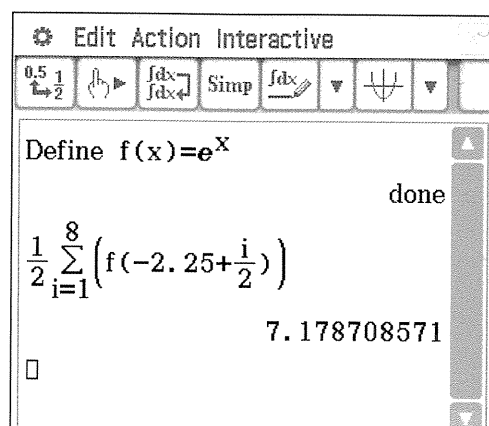 Edit Action Interactive
0.5 1/2 ∫dx ∫dx Simp ∫dx
Define f(x)=e^x
done
1/2 8∑i=1 (f(-2.25+i/2))
7.178708571